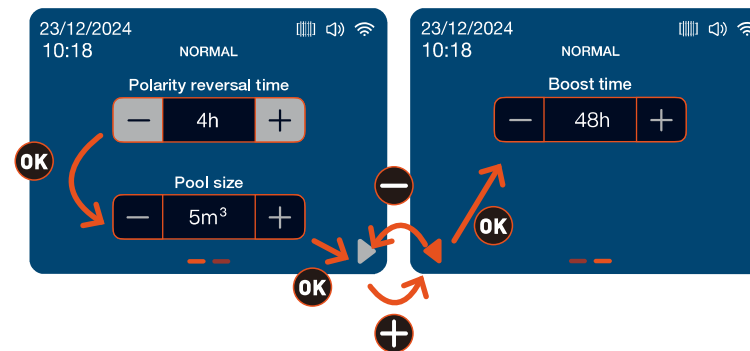 23/12/2024
10:18
NORMAL
Polarity reversal time
− 4h +
OK
Pool size
− 5m³ +
OK
−
+
23/12/2024
10:18
NORMAL
Boost time
− 48h +
OK